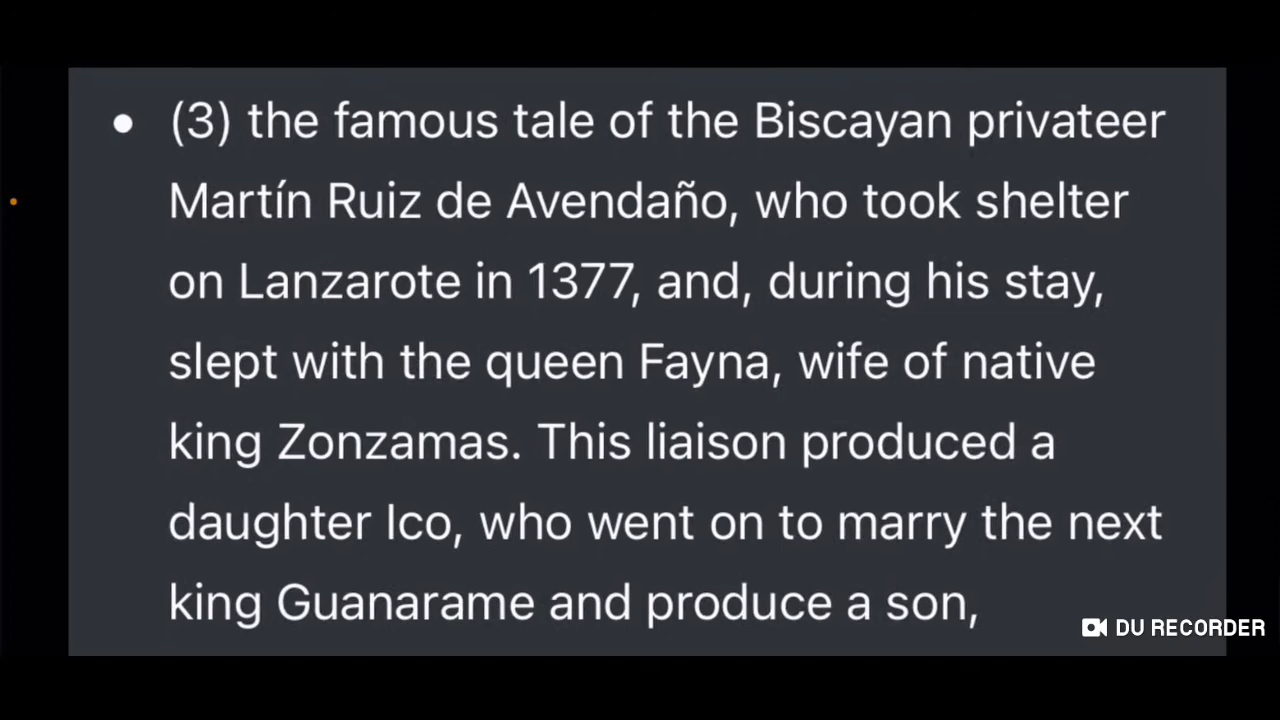 • (3) the famous tale of the Biscayan privateer
Martín Ruiz de Avendaño, who took shelter
on Lanzarote in 1377, and, during his stay,
slept with the queen Fayna, wife of native
king Zonzamas. This liaison produced a
daughter Ico, who went on to marry the next
king Guanarame and produce a son,
DU RECORDER